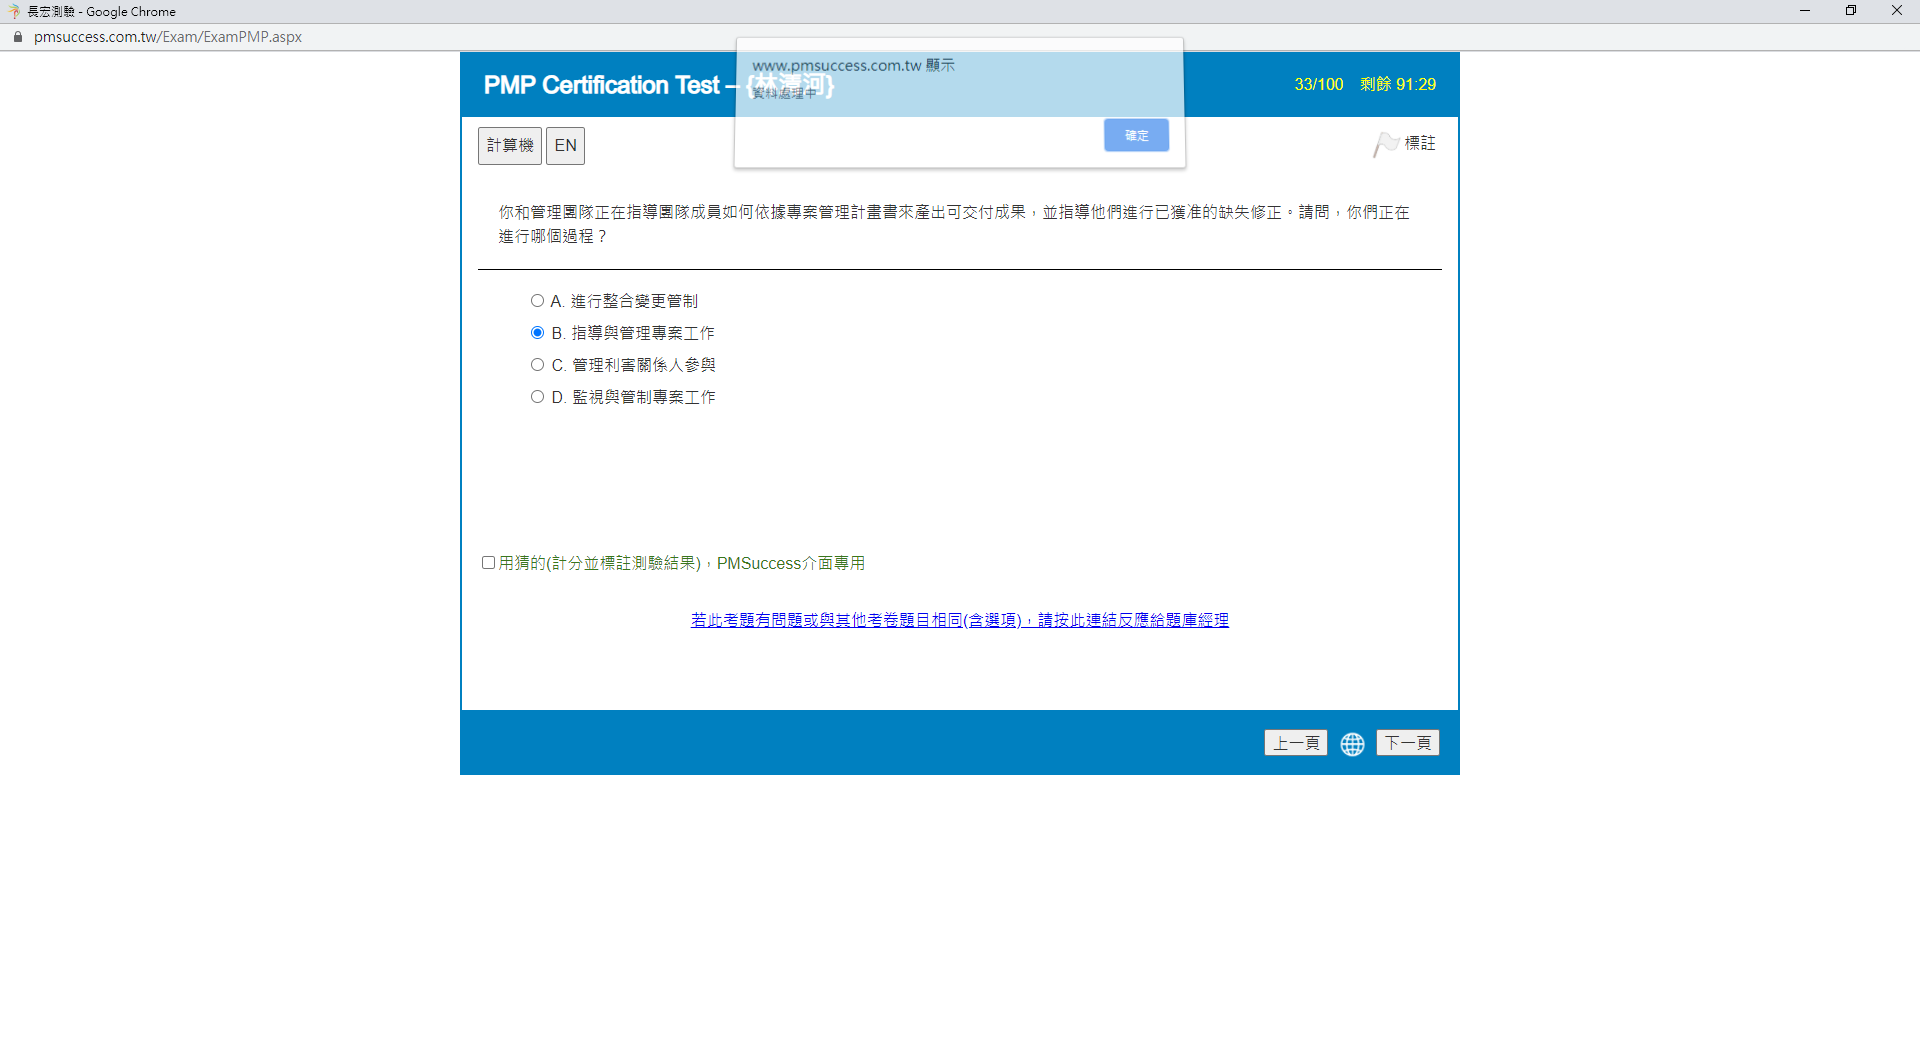 長宏測驗 - Google Chrome
pmsuccess.com.tw/Exam/ExamPMP.aspx
www.pmsuccess.com.tw 顯示
PMP Certification Test – {林清河}
資料處理中
33/100 剩餘 91:29
確定
計算機 EN
標註
你和管理團隊正在指導團隊成員如何依據專案管理計畫書來產出可交付成果，並指導他們進行已獲准的缺失修正。請問，你們正在
進行哪個過程？
A. 進行整合變更管制
B. 指導與管理專案工作
C. 管理利害關係人參與
D. 監視與管制專案工作
用猜的(計分並標註測驗結果)，PMSuccess介面專用
若此考題有問題或與其他考卷題目相同(含選項)，請按此連結反應給題庫經理
上一頁 下一頁